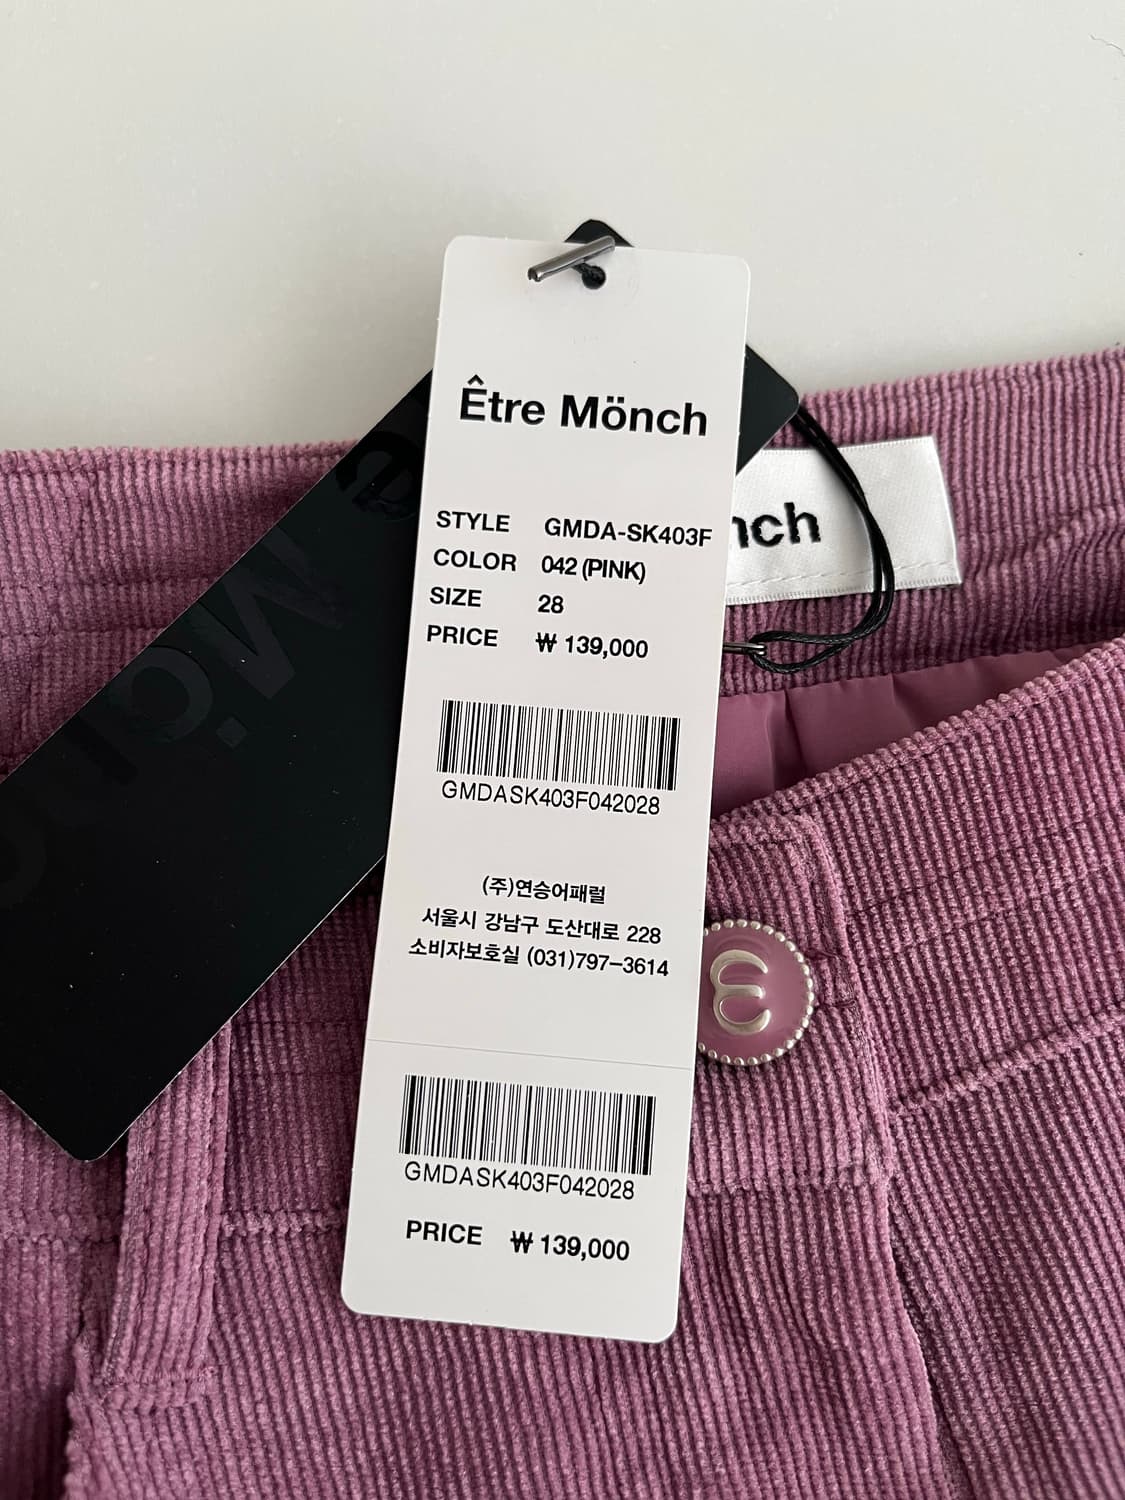 Être Mönch
STYLE GMDA-SK403F
COLOR 042 (PINK)
SIZE 28
PRICE ₩ 139,000
GMDASK403F042028
(주)연승어패럴
서울시 강남구 도산대로 228
소비자보호실 (031)797-3614
GMDASK403F042028
PRICE ₩ 139,000
nch